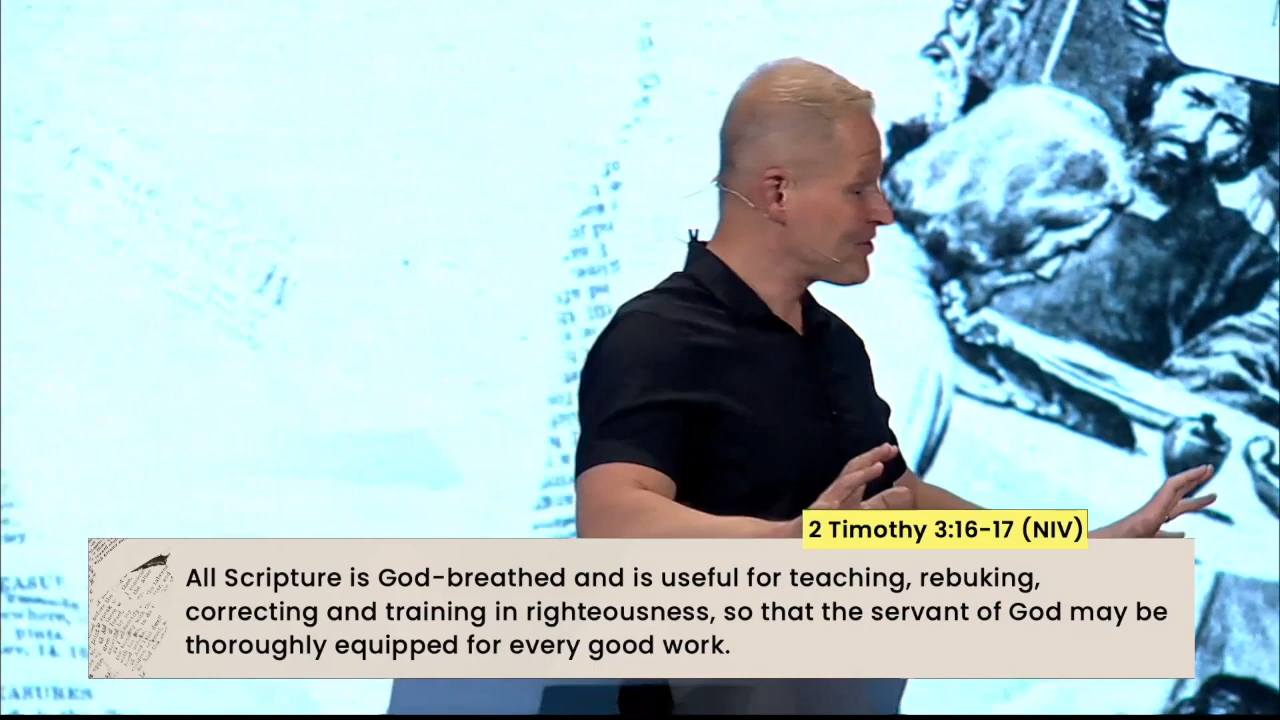 2 Timothy 3:16-17 (NIV)
All Scripture is God-breathed and is useful for teaching, rebuking,
correcting and training in righteousness, so that the servant of God may be
thoroughly equipped for every good work.
EASURES